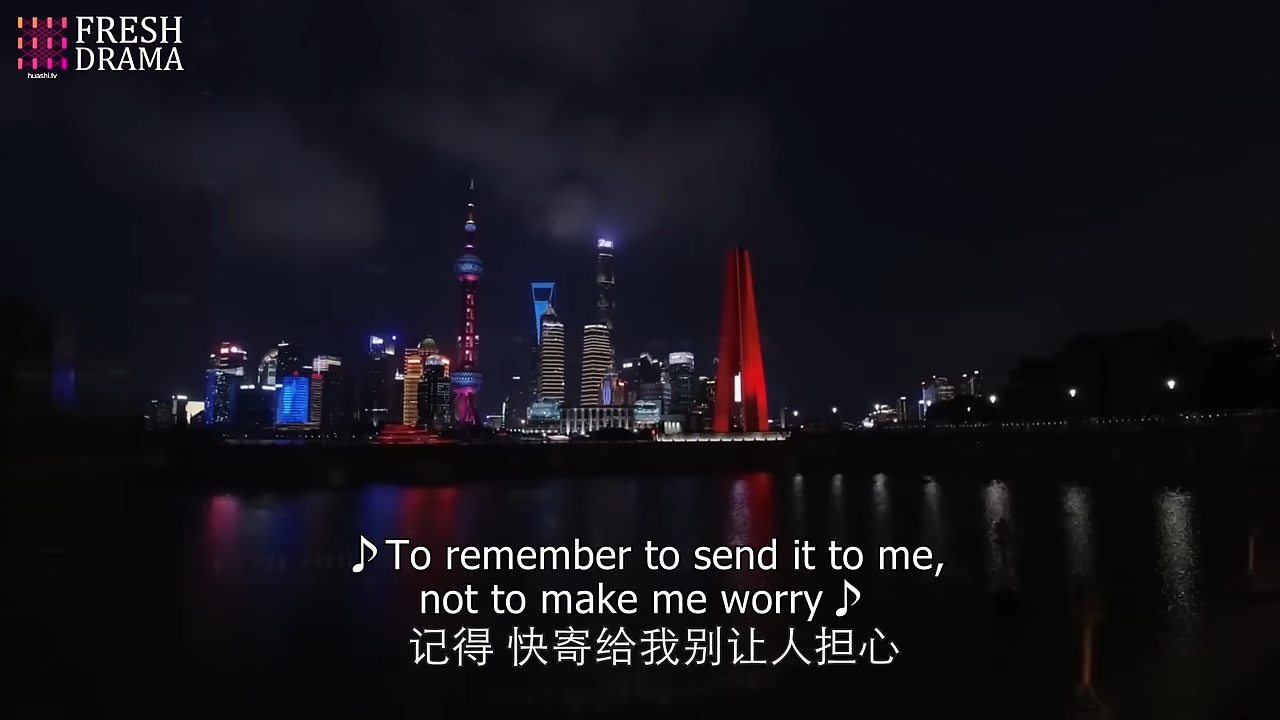 FRESH
DRAMA
huashi.tv
♪To remember to send it to me,
not to make me worry♪
记得 快寄给我别让人担心